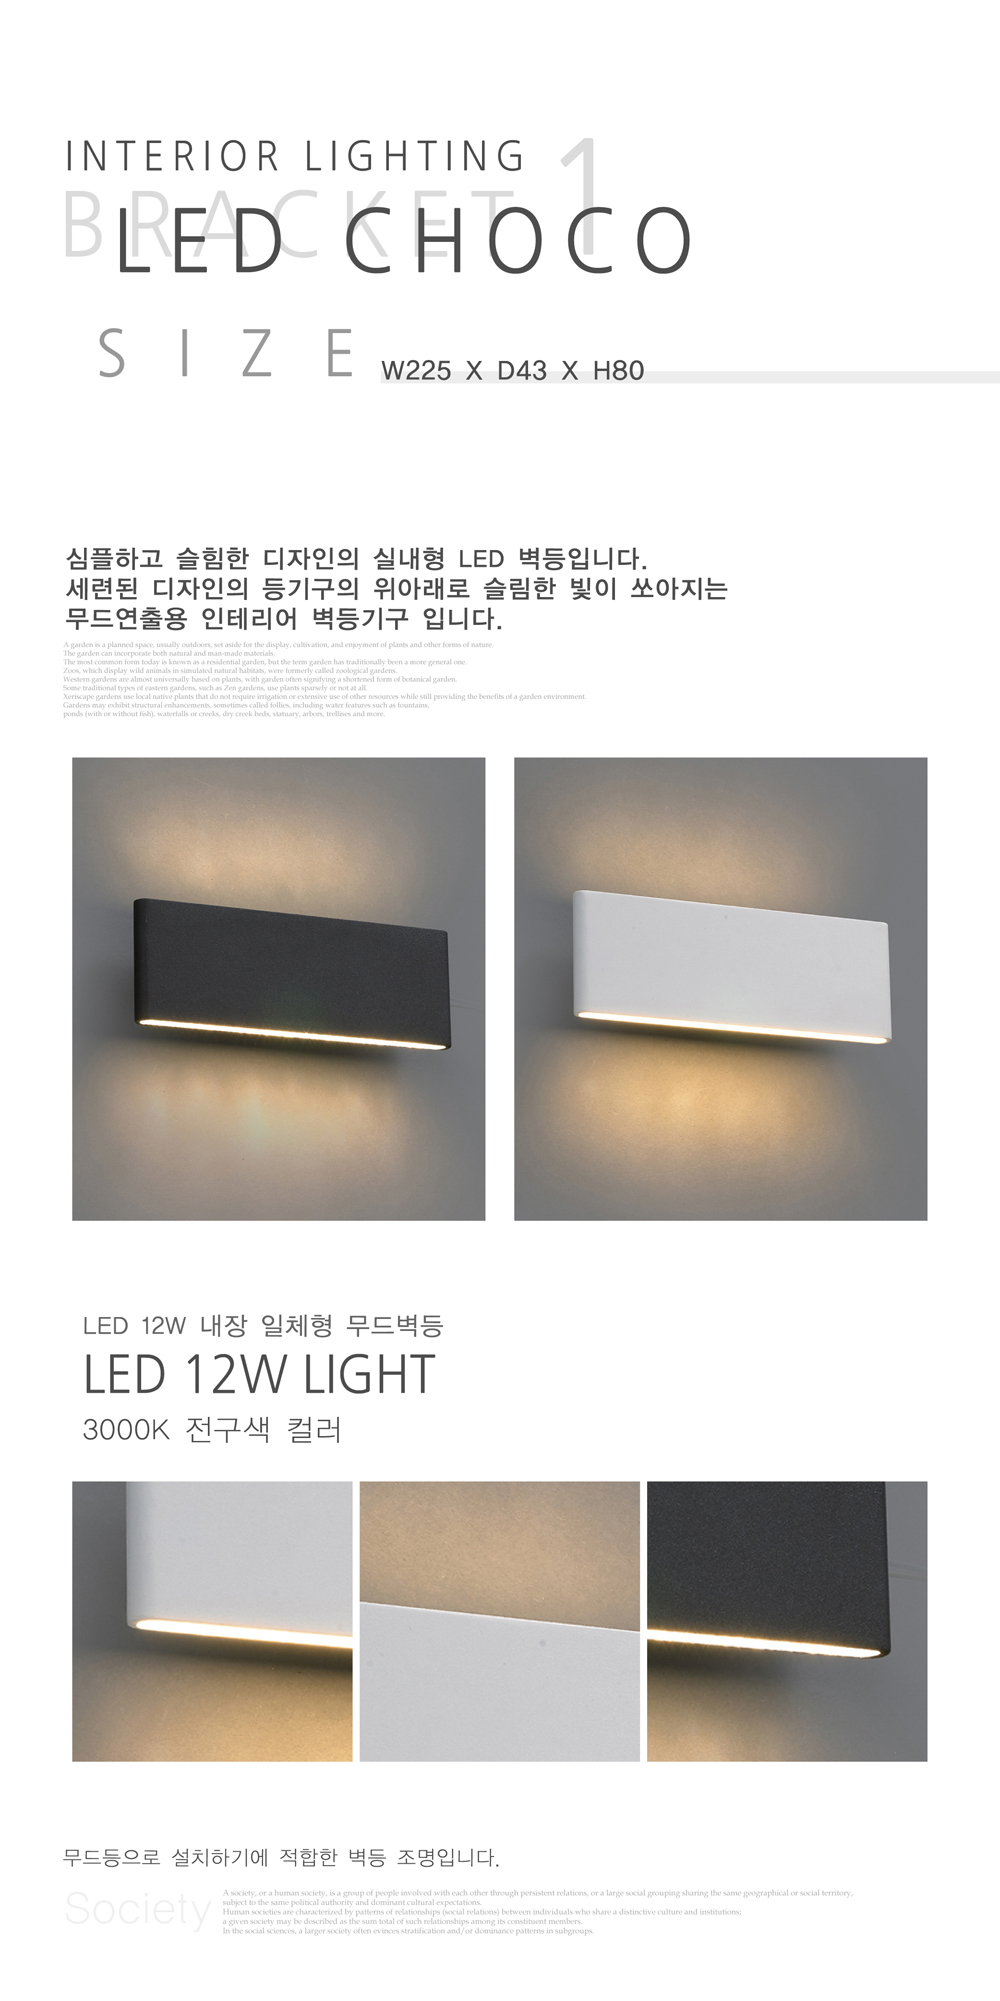 INTERIOR LIGHTING
BRACKET 1
LED CHOCO
SIZE W225 X D43 X H80
심플하고 슬힘한 디자인의 실내형 LED 벽등입니다.
세련된 디자인의 등기구의 위아래로 슬림한 빛이 쏘아지는
무드연출용 인테리어 벽등기구 입니다.
A garden is a planned space, usually outdoors, set aside for the display, cultivation, and enjoyment of plants and other forms of nature.
The garden can incorporate both natural and man-made materials.
The most common form today is known as a residential garden, but the term garden has traditionally been a more general one.
Zoos, which display wild animals in simulated natural habitats, were formerly called zoological gardens.
Western gardens are almost universally based on plants, with garden often signifying a shortened form of botanical garden.
Some traditional types of eastern gardens, such as Zen gardens, use plants sparsely or not at all.
Xeriscape gardens use local native plants that do not require irrigation or extensive use of other resources while still providing the benefits of a garden environment.
Gardens may exhibit structural enhancements, sometimes called follies, including water features such as fountains,
ponds (with or without fish), waterfalls or creeks, dry creek beds, statuary, arbors, trellises and more.
LED 12W 내장 일체형 무드벽등
LED 12W LIGHT
3000K 전구색 컬러
무드등으로 설치하기에 적합한 벽등 조명입니다.
Society
A society, or a human society, is a group of people involved with each other through persistent relations, or a large social grouping sharing the same geographical or social territory,
subject to the same political authority and dominant cultural expectations.
Human societies are characterized by patterns of relationships (social relations) between individuals who share a distinctive culture and institutions;
a given society may be described as the sum total of such relationships among its constituent members.
In the social sciences, a larger society often evinces stratification and/or dominance patterns in subgroups.